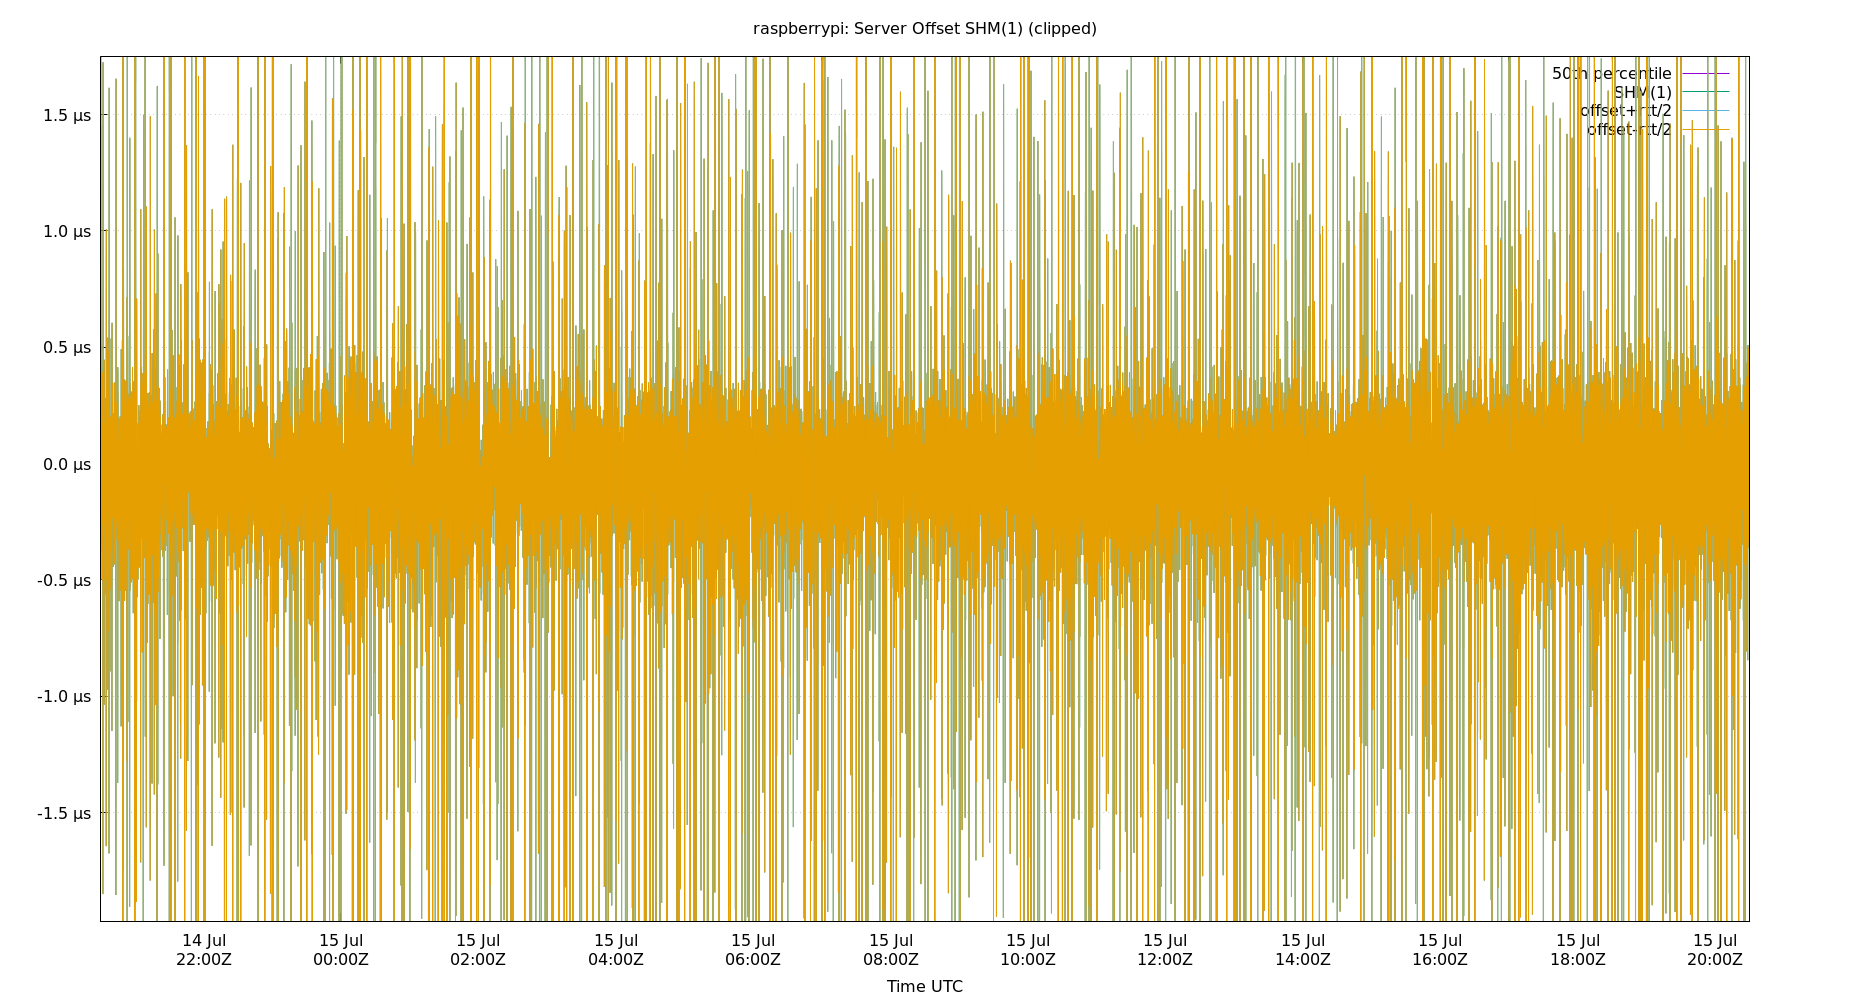 raspberrypi: Server Offset SHM(1) (clipped)
50th percentile
SHM(1)
offset+rtt/2
offset-rtt/2
1.5 µs
1.0 µs
0.5 µs
0.0 µs
-0.5 µs
-1.0 µs
-1.5 µs
14 Jul 15 Jul 15 Jul 15 Jul 15 Jul 15 Jul 15 Jul 15 Jul 15 Jul 15 Jul 15 Jul 15 Jul
22:00Z 00:00Z 02:00Z 04:00Z 06:00Z 08:00Z 10:00Z 12:00Z 14:00Z 16:00Z 18:00Z 20:00Z
Time UTC